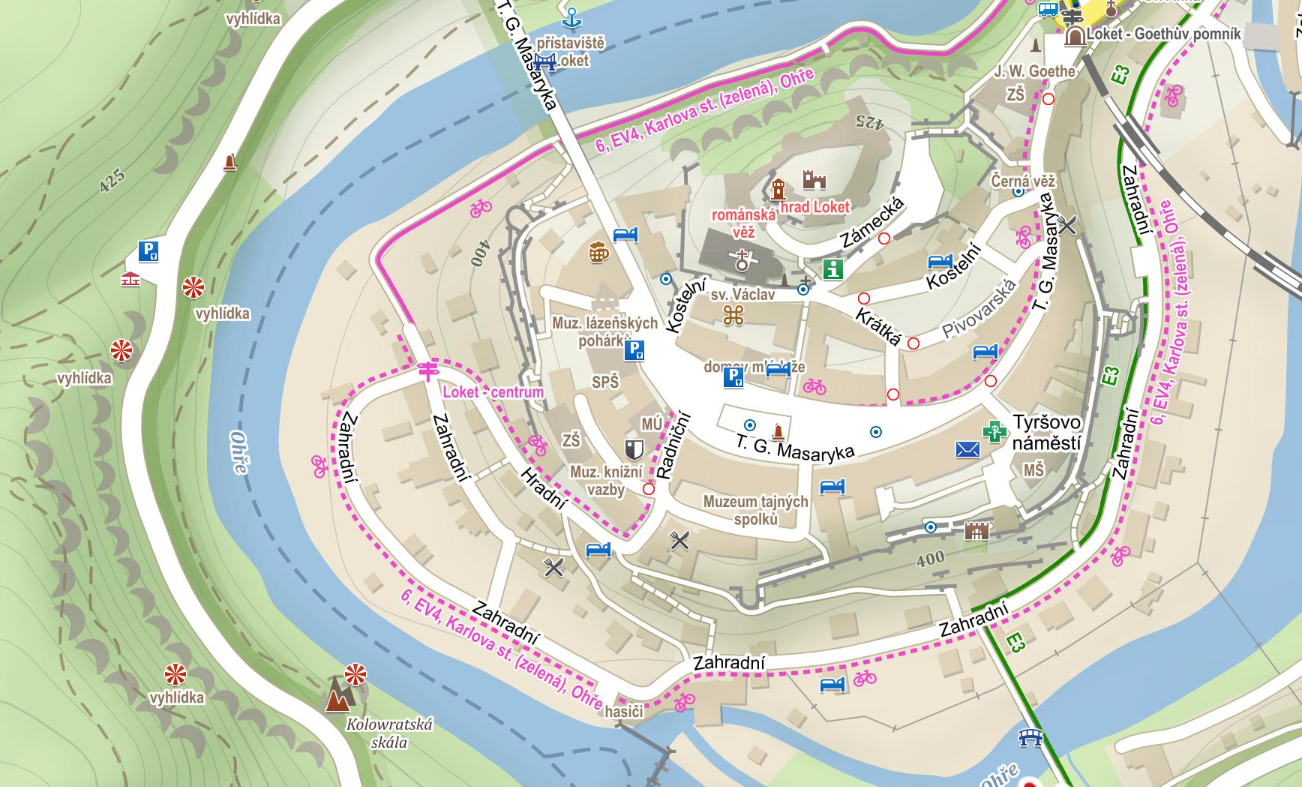 vyhlídka
T. G. Masaryka
přístaviště
Loket
Loket - Goethův pomník
J. W. Goethe
ZŠ
E3
6, EV4, Karlova st. (zelená), Ohře
425
425
Černá věž
Zahradní
hrad Loket
románská
věž
Zámecká
T. G. Masaryka
6, EV4, Karlova st. (zelená), Ohře
400
Kostelní
Kostelní
sv. Václav
Krátká
Pivovarská
vyhlídka
Muz. lázeňských
pohárků
domov mládeže
vyhlídka
SPŠ
E3
Loket - centrum
MÚ
Radniční
T. G. Masaryka
Tyršovo
náměstí
Zahradní
Zahradní
Zahradní
Ohře
ZŠ
MŠ
Hradní
Muz. knižní
vazby
Muzeum tajných
spolků
400
6, EV4, Karlova st. (zelená), Ohře
Zahradní
Zahradní
Zahradní
E3
vyhlídka
hasiči
Kolowratská
skála
Ohře